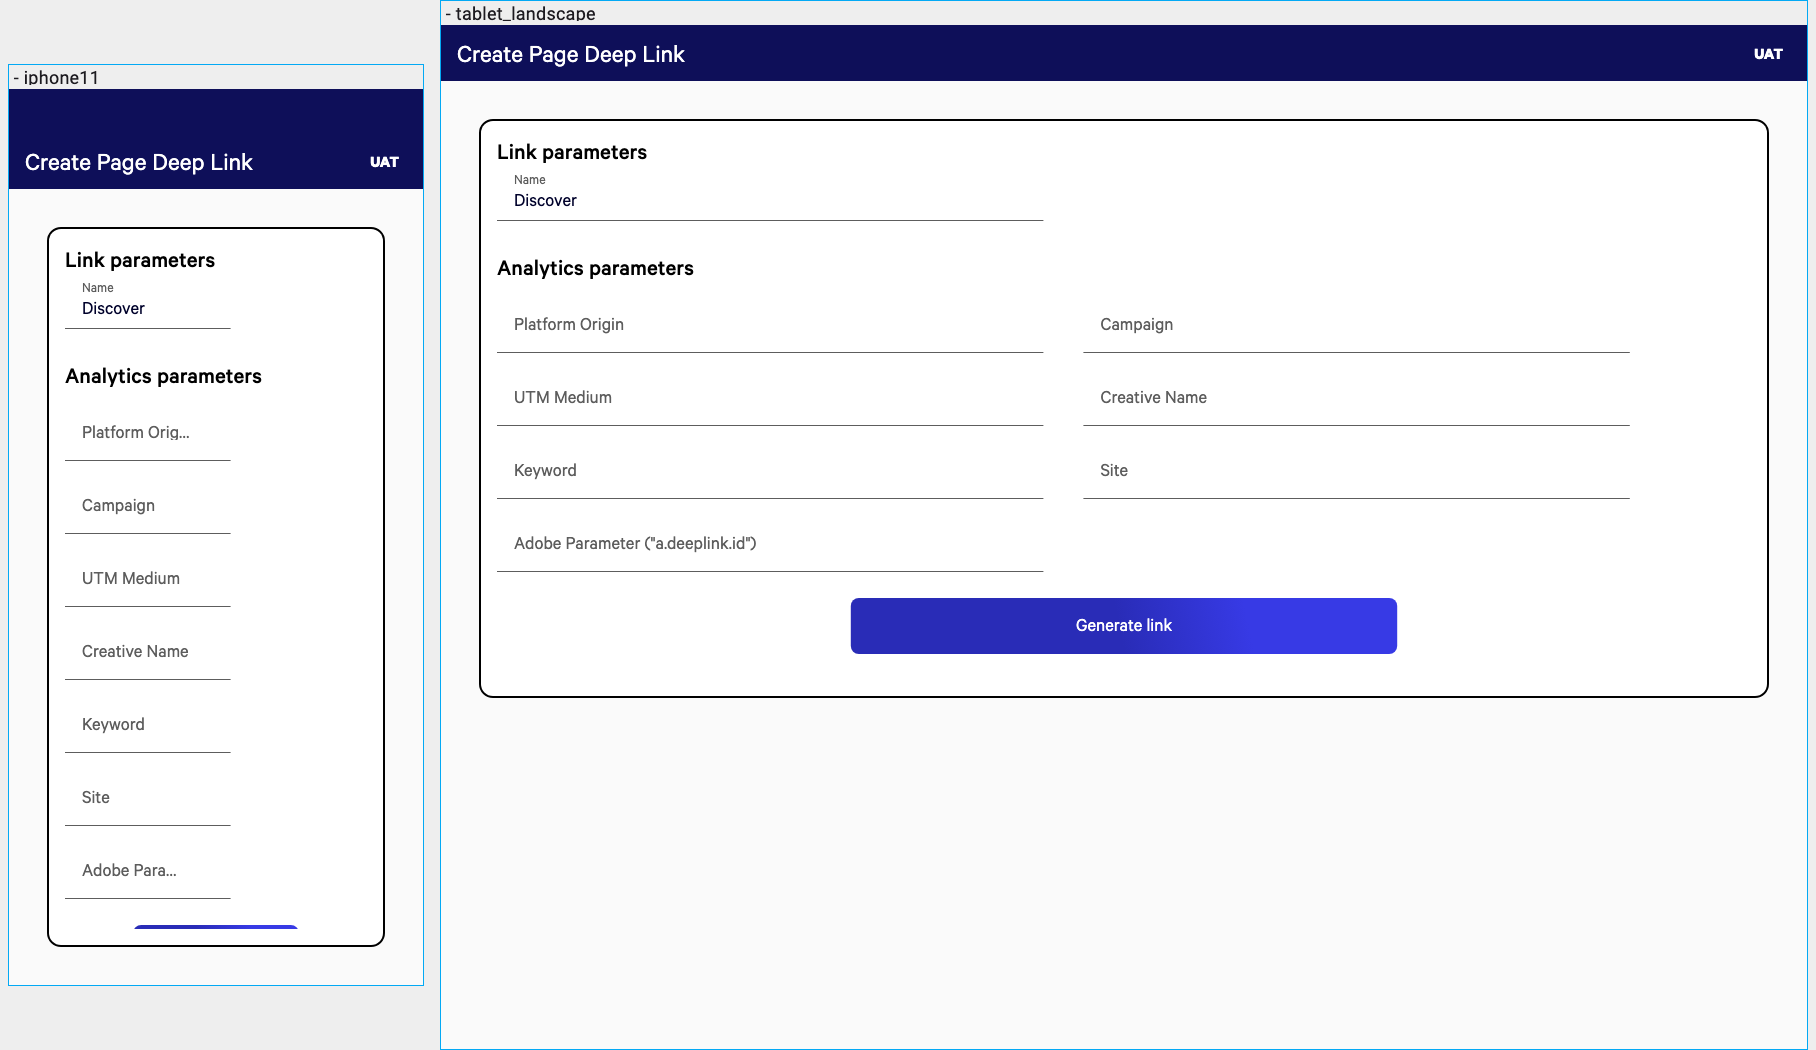 - iphone11
Create Page Deep Link
UAT
Link parameters
Name
Discover
Analytics parameters
Platform Orig...
Campaign
UTM Medium
Creative Name
Keyword
Site
Adobe Para...
- tablet_landscape
Create Page Deep Link
UAT
Link parameters
Name
Discover
Analytics parameters
Platform Origin
Campaign
UTM Medium
Creative Name
Keyword
Site
Adobe Parameter ("a.deeplink.id")
Generate link